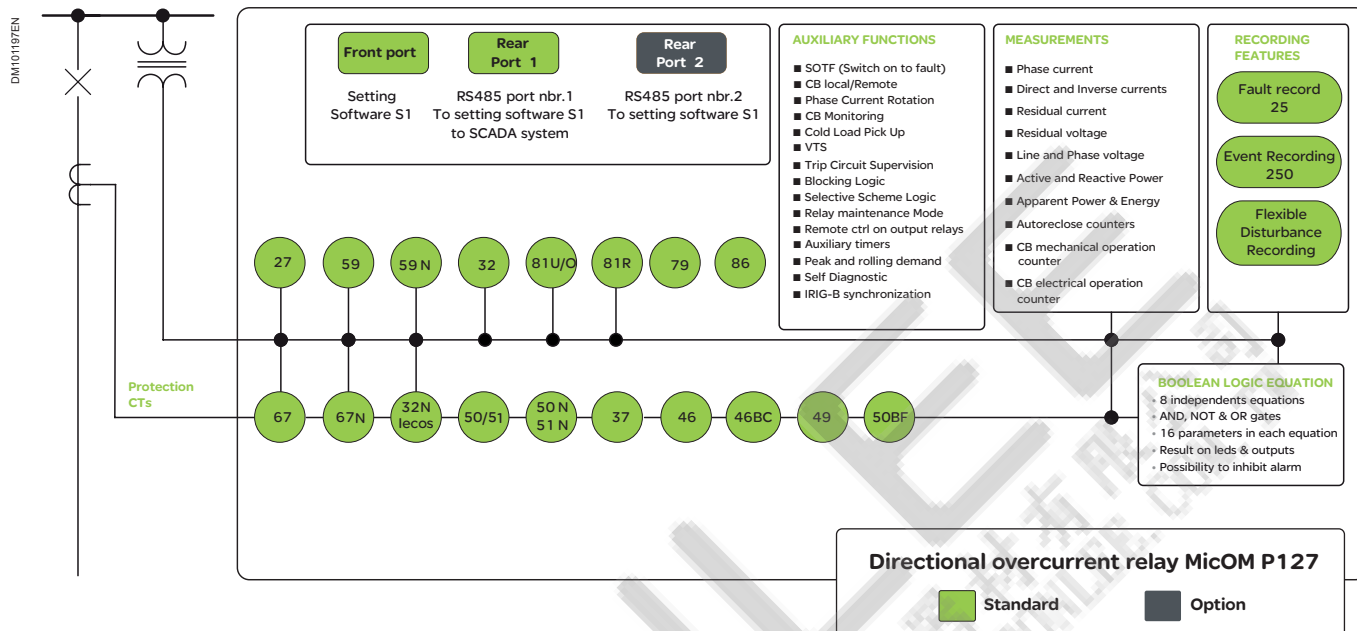 DM101197EN
Front port
Setting
Software S1
Rear
Port 1
RS485 port nbr.1
To setting software S1
to SCADA system
Rear
Port 2
RS485 port nbr.2
To setting software S1
AUXILIARY FUNCTIONS
■ SOTF (Switch on to fault)
■ CB local/Remote
■ Phase Current Rotation
■ CB Monitoring
■ Cold Load Pick Up
■ VTS
■ Trip Circuit Supervision
■ Blocking Logic
■ Selective Scheme Logic
■ Relay maintenance Mode
■ Remote ctrl on output relays
■ Auxiliary timers
■ Peak and rolling demand
■ Self Diagnostic
■ IRIG-B synchronization
MEASUREMENTS
■ Phase current
■ Direct and Inverse currents
■ Residual current
■ Residual voltage
■ Line and Phase voltage
■ Active and Reactive Power
■ Apparent Power & Energy
■ Autoreclose counters
■ CB mechanical operation
counter
■ CB electrical operation
counter
RECORDING
FEATURES
Fault record
25
Event Recording
250
Flexible
Disturbance
Recording
27
59
59 N
32
81U/O
81R
79
86
Protection
CTs
67
67N
32N
Iecos
50/51
50 N
51 N
37
46
46BC
49
50BF
BOOLEAN LOGIC EQUATION
• 8 independents equations
• AND, NOT & OR gates
• 16 parameters in each equation
• Result on leds & outputs
• Possibility to inhibit alarm
Directional overcurrent relay MicOM P127
Standard
Option